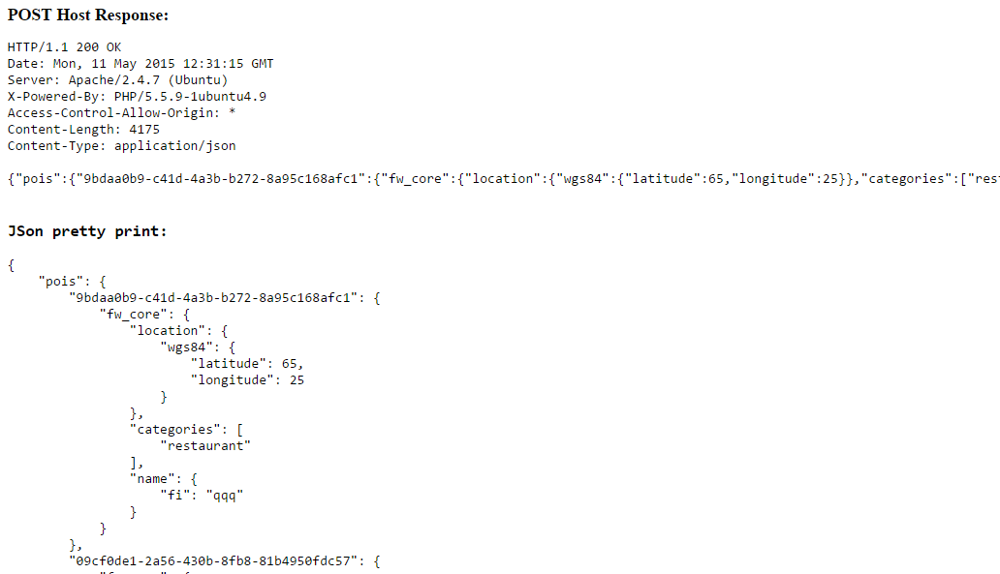 POST Host Response:
HTTP/1.1 200 OK
Date: Mon, 11 May 2015 12:31:15 GMT
Server: Apache/2.4.7 (Ubuntu)
X-Powered-By: PHP/5.5.9-1ubuntu4.9
Access-Control-Allow-Origin: *
Content-Length: 4175
Content-Type: application/json
{"pois":{"9bdaa0b9-c41d-4a3b-b272-8a95c168afc1":{"fw_core":{"location":{"wgs84":{"latitude":65,"longitude":25}},"categories":["res
JSon pretty print:
{
    "pois": {
        "9bdaa0b9-c41d-4a3b-b272-8a95c168afc1": {
            "fw_core": {
                "location": {
                    "wgs84": {
                        "latitude": 65,
                        "longitude": 25
                    }
                },
                "categories": [
                    "restaurant"
                ],
                "name": {
                    "fi": "qqq"
                }
            }
        },
        "09cf0de1-2a56-430b-8fb8-81b4950fdc57": {